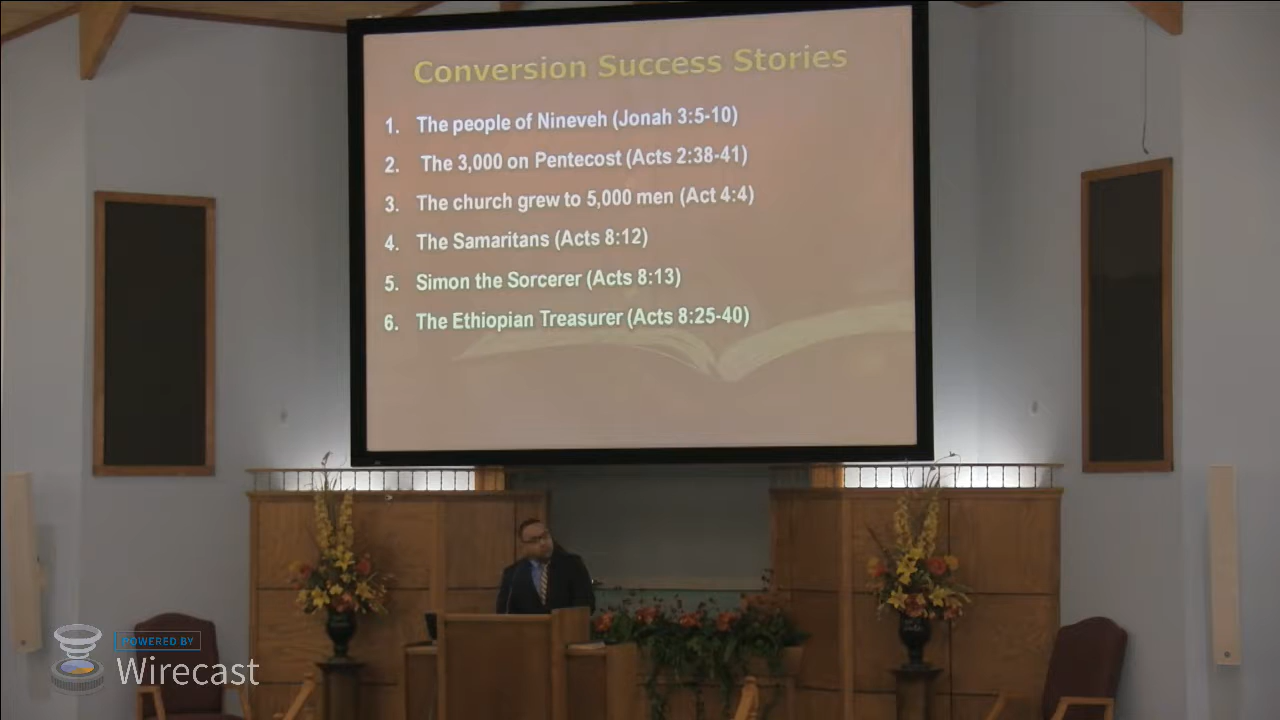 Conversion Success Stories
1. The people of Nineveh (Jonah 3:5-10)
2. The 3,000 on Pentecost (Acts 2:38-41)
3. The church grew to 5,000 men (Act 4:4)
4. The Samaritans (Acts 8:12)
5. Simon the Sorcerer (Acts 8:13)
6. The Ethiopian Treasurer (Acts 8:25-40)
POWERED BY
Wirecast